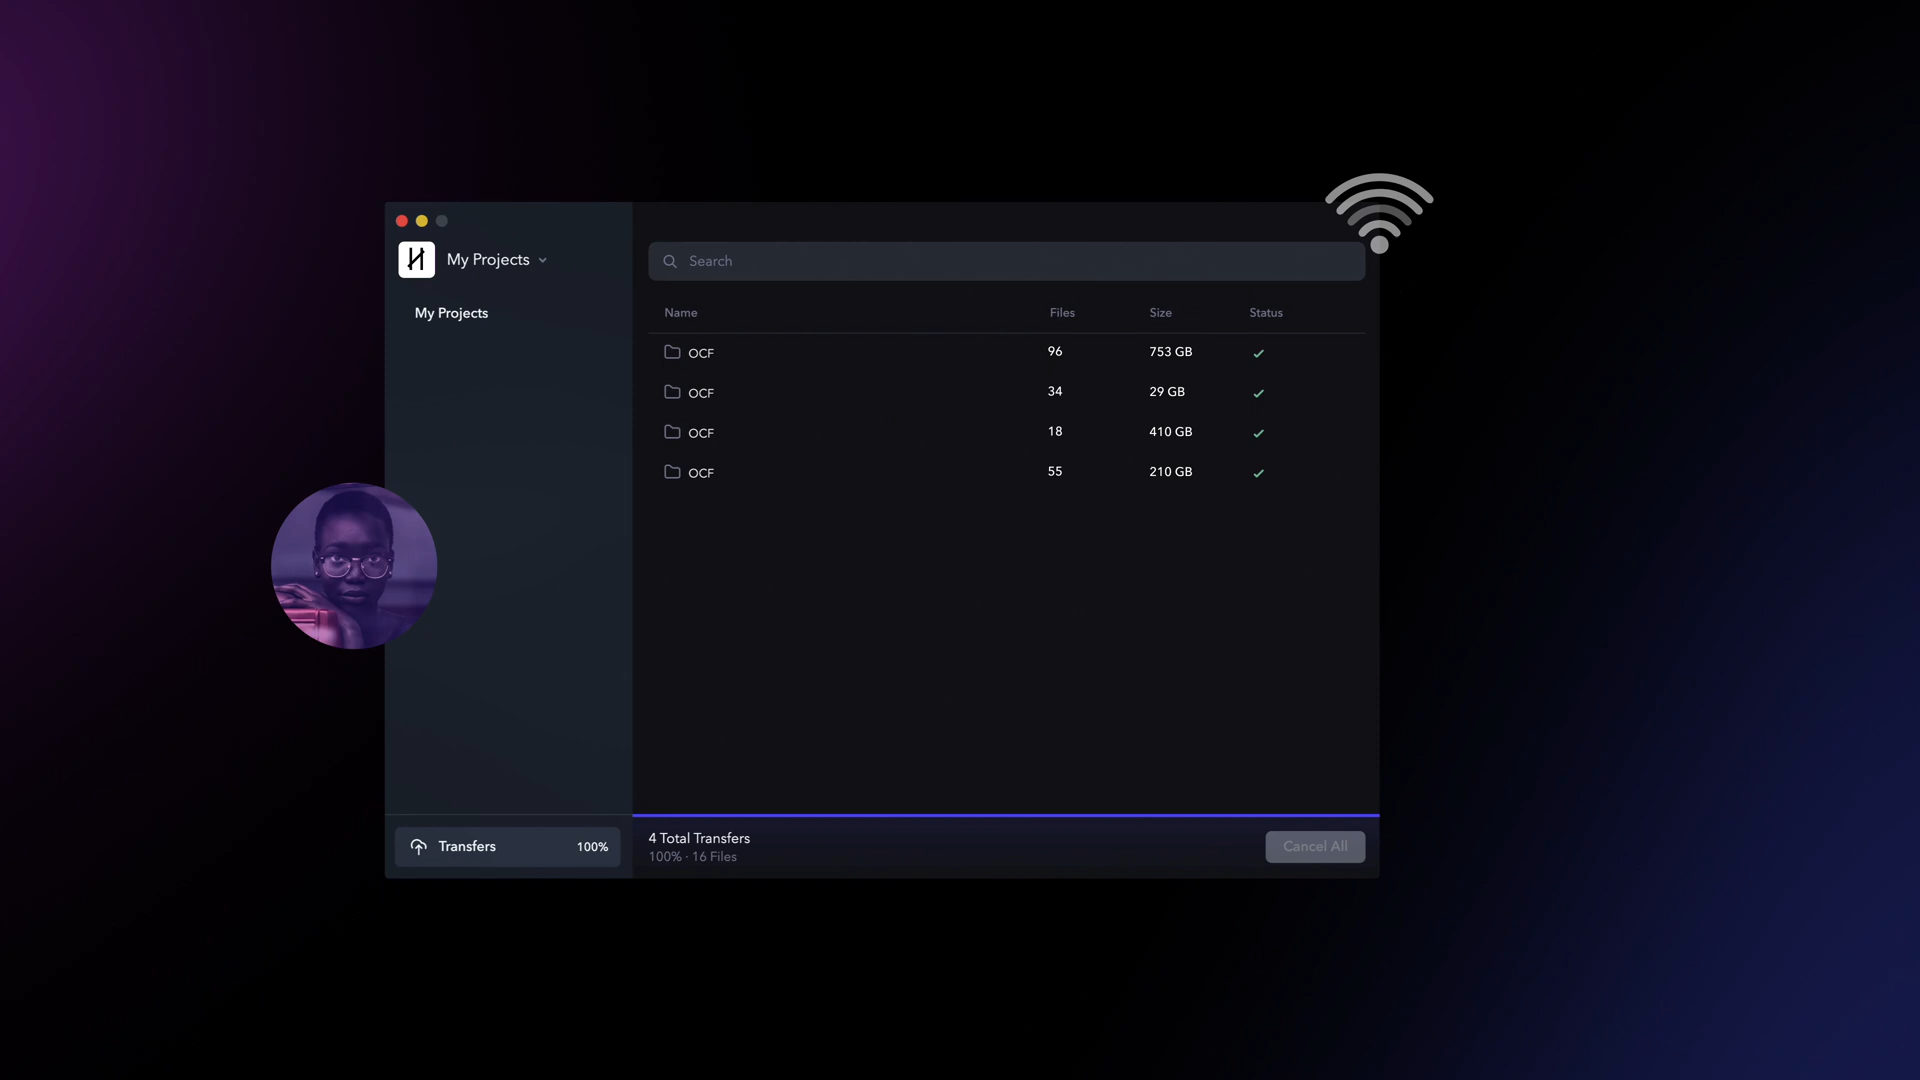 My Projects
My Projects
Search
Name Files Size Status
OCF 96 753 GB
OCF 34 29 GB
OCF 18 410 GB
OCF 55 210 GB
Transfers 100%
4 Total Transfers
100% · 16 Files
Cancel All